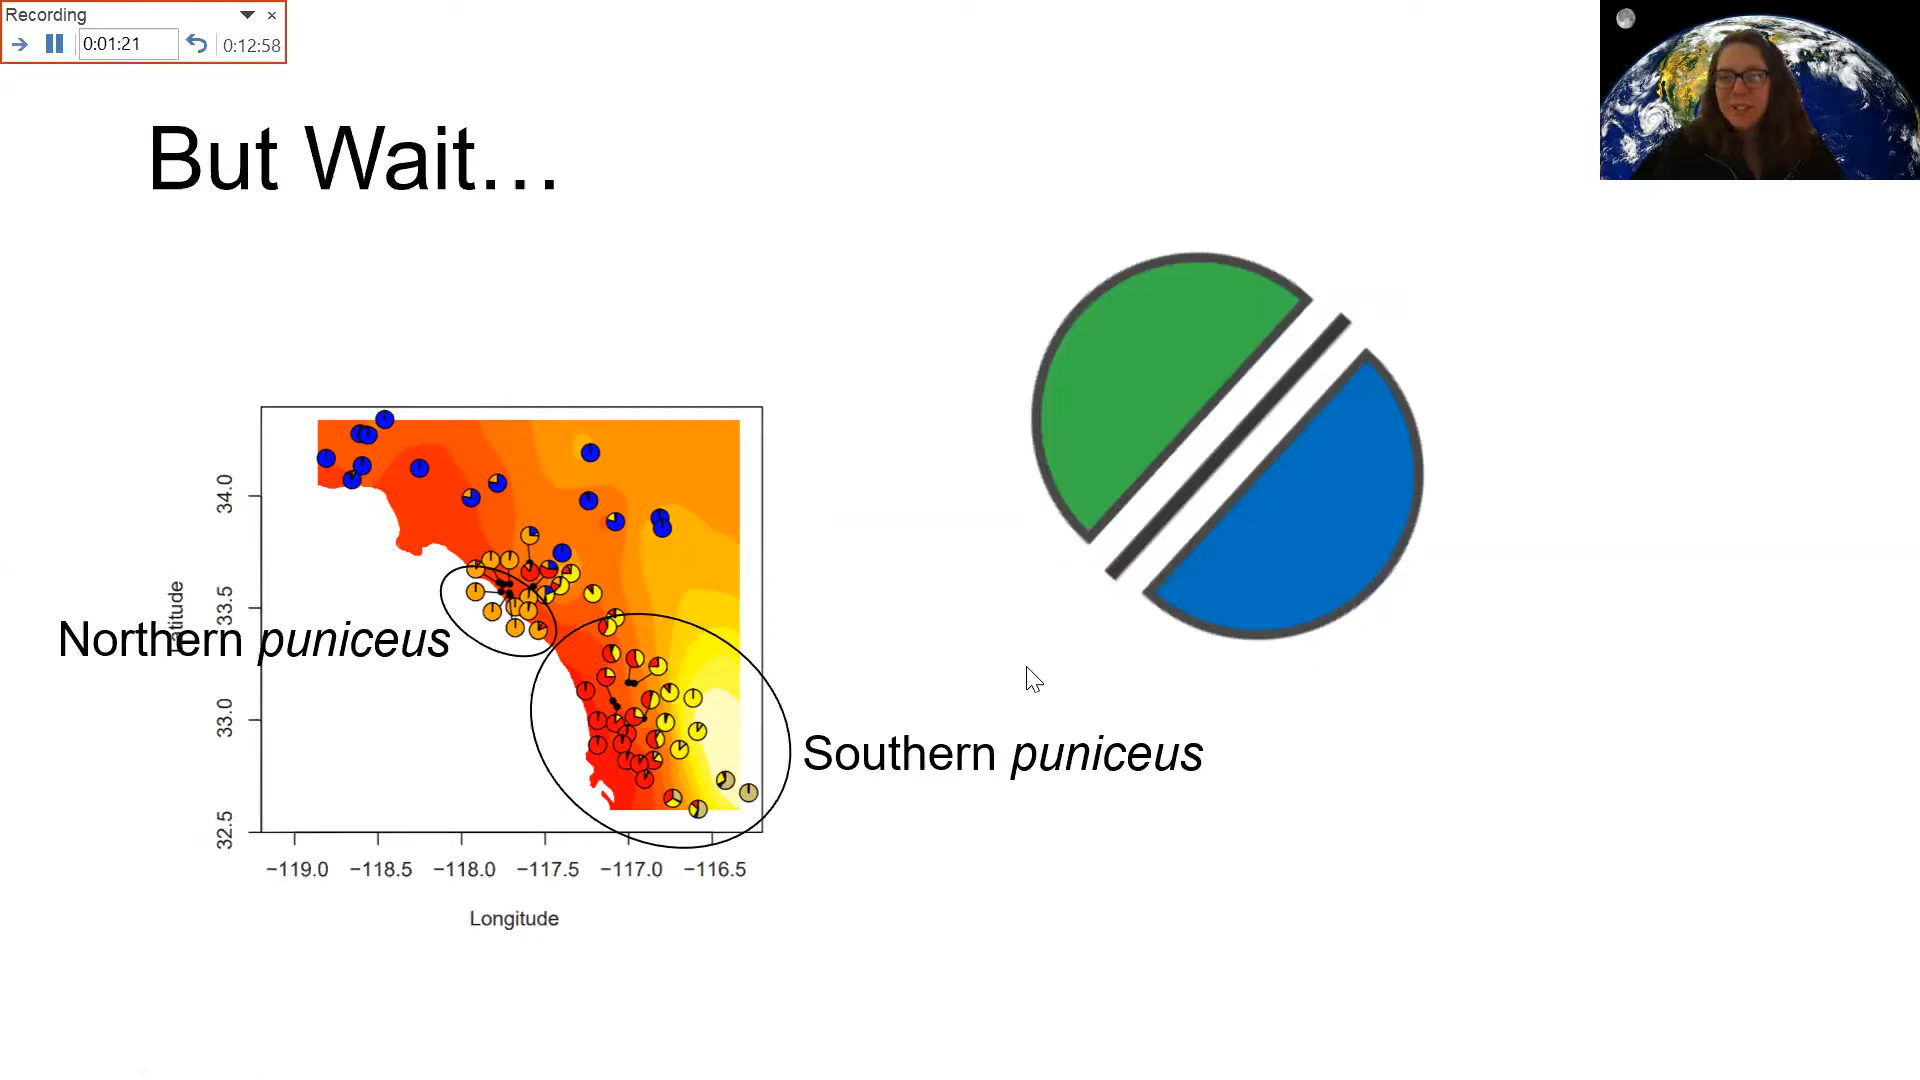 Recording
0:01:21
0:12:58
But Wait…
34.0
33.5
33.0
32.5
Latitude
Northern puniceus
Southern puniceus
−119.0 −118.5 −118.0 −117.5 −117.0 −116.5
Longitude